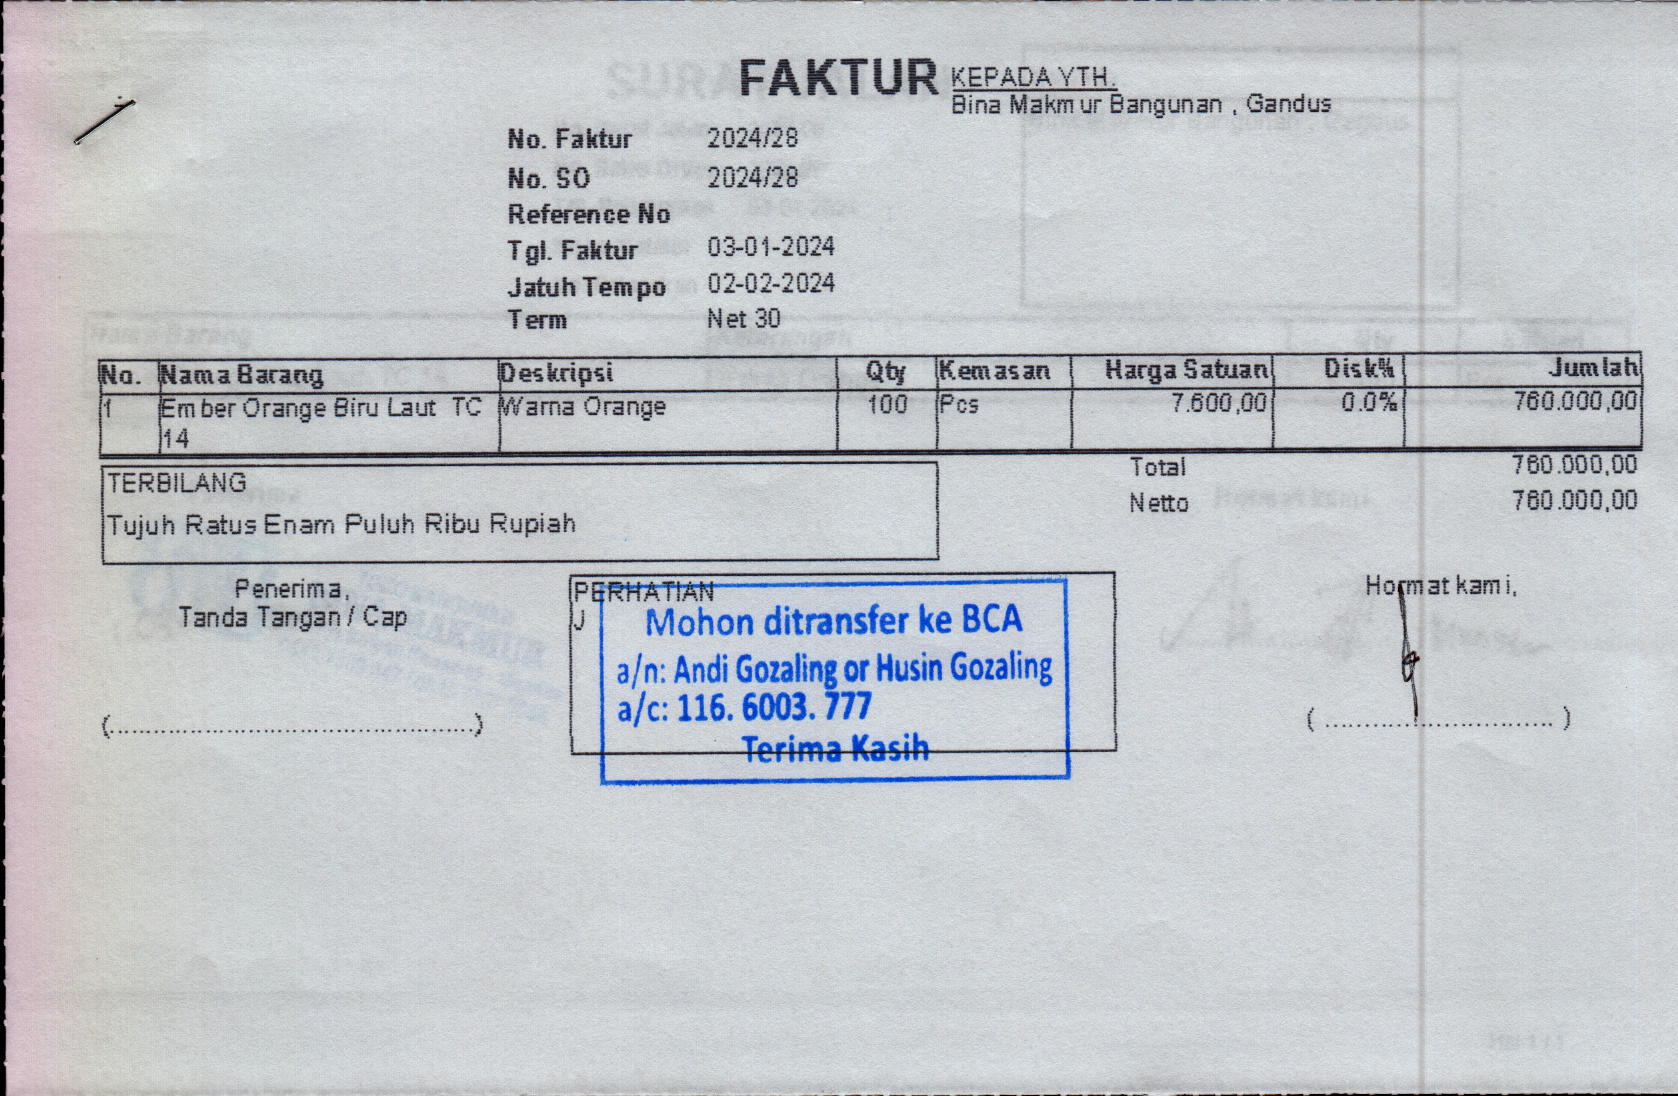 FAKTUR
KEPADA YTH.
Bina Makmur Bangunan , Gandus
No. Faktur 2024/28
No. SO 2024/28
Reference No
Tgl. Faktur 03-01-2024
Jatuh Tempo 02-02-2024
Term Net 30
No. Nama Barang Deskripsi Qty Kemasan Harga Satuan Disk% Jumlah
1 Ember Orange Biru Laut TC Warna Orange 100 Pcs 7.600,00 0.0% 760.000,00
14
Total 760.000,00
TERBILANG
Netto 760.000,00
Tujuh Ratus Enam Puluh Ribu Rupiah
Penerima,
Tanda Tangan / Cap
(..................................................)
PERHATIAN
J
Mohon ditransfer ke BCA
a/n: Andi Gozaling or Husin Gozaling
a/c: 116. 6003. 777
Terima Kasih
Hormat kami,
( ................................ )